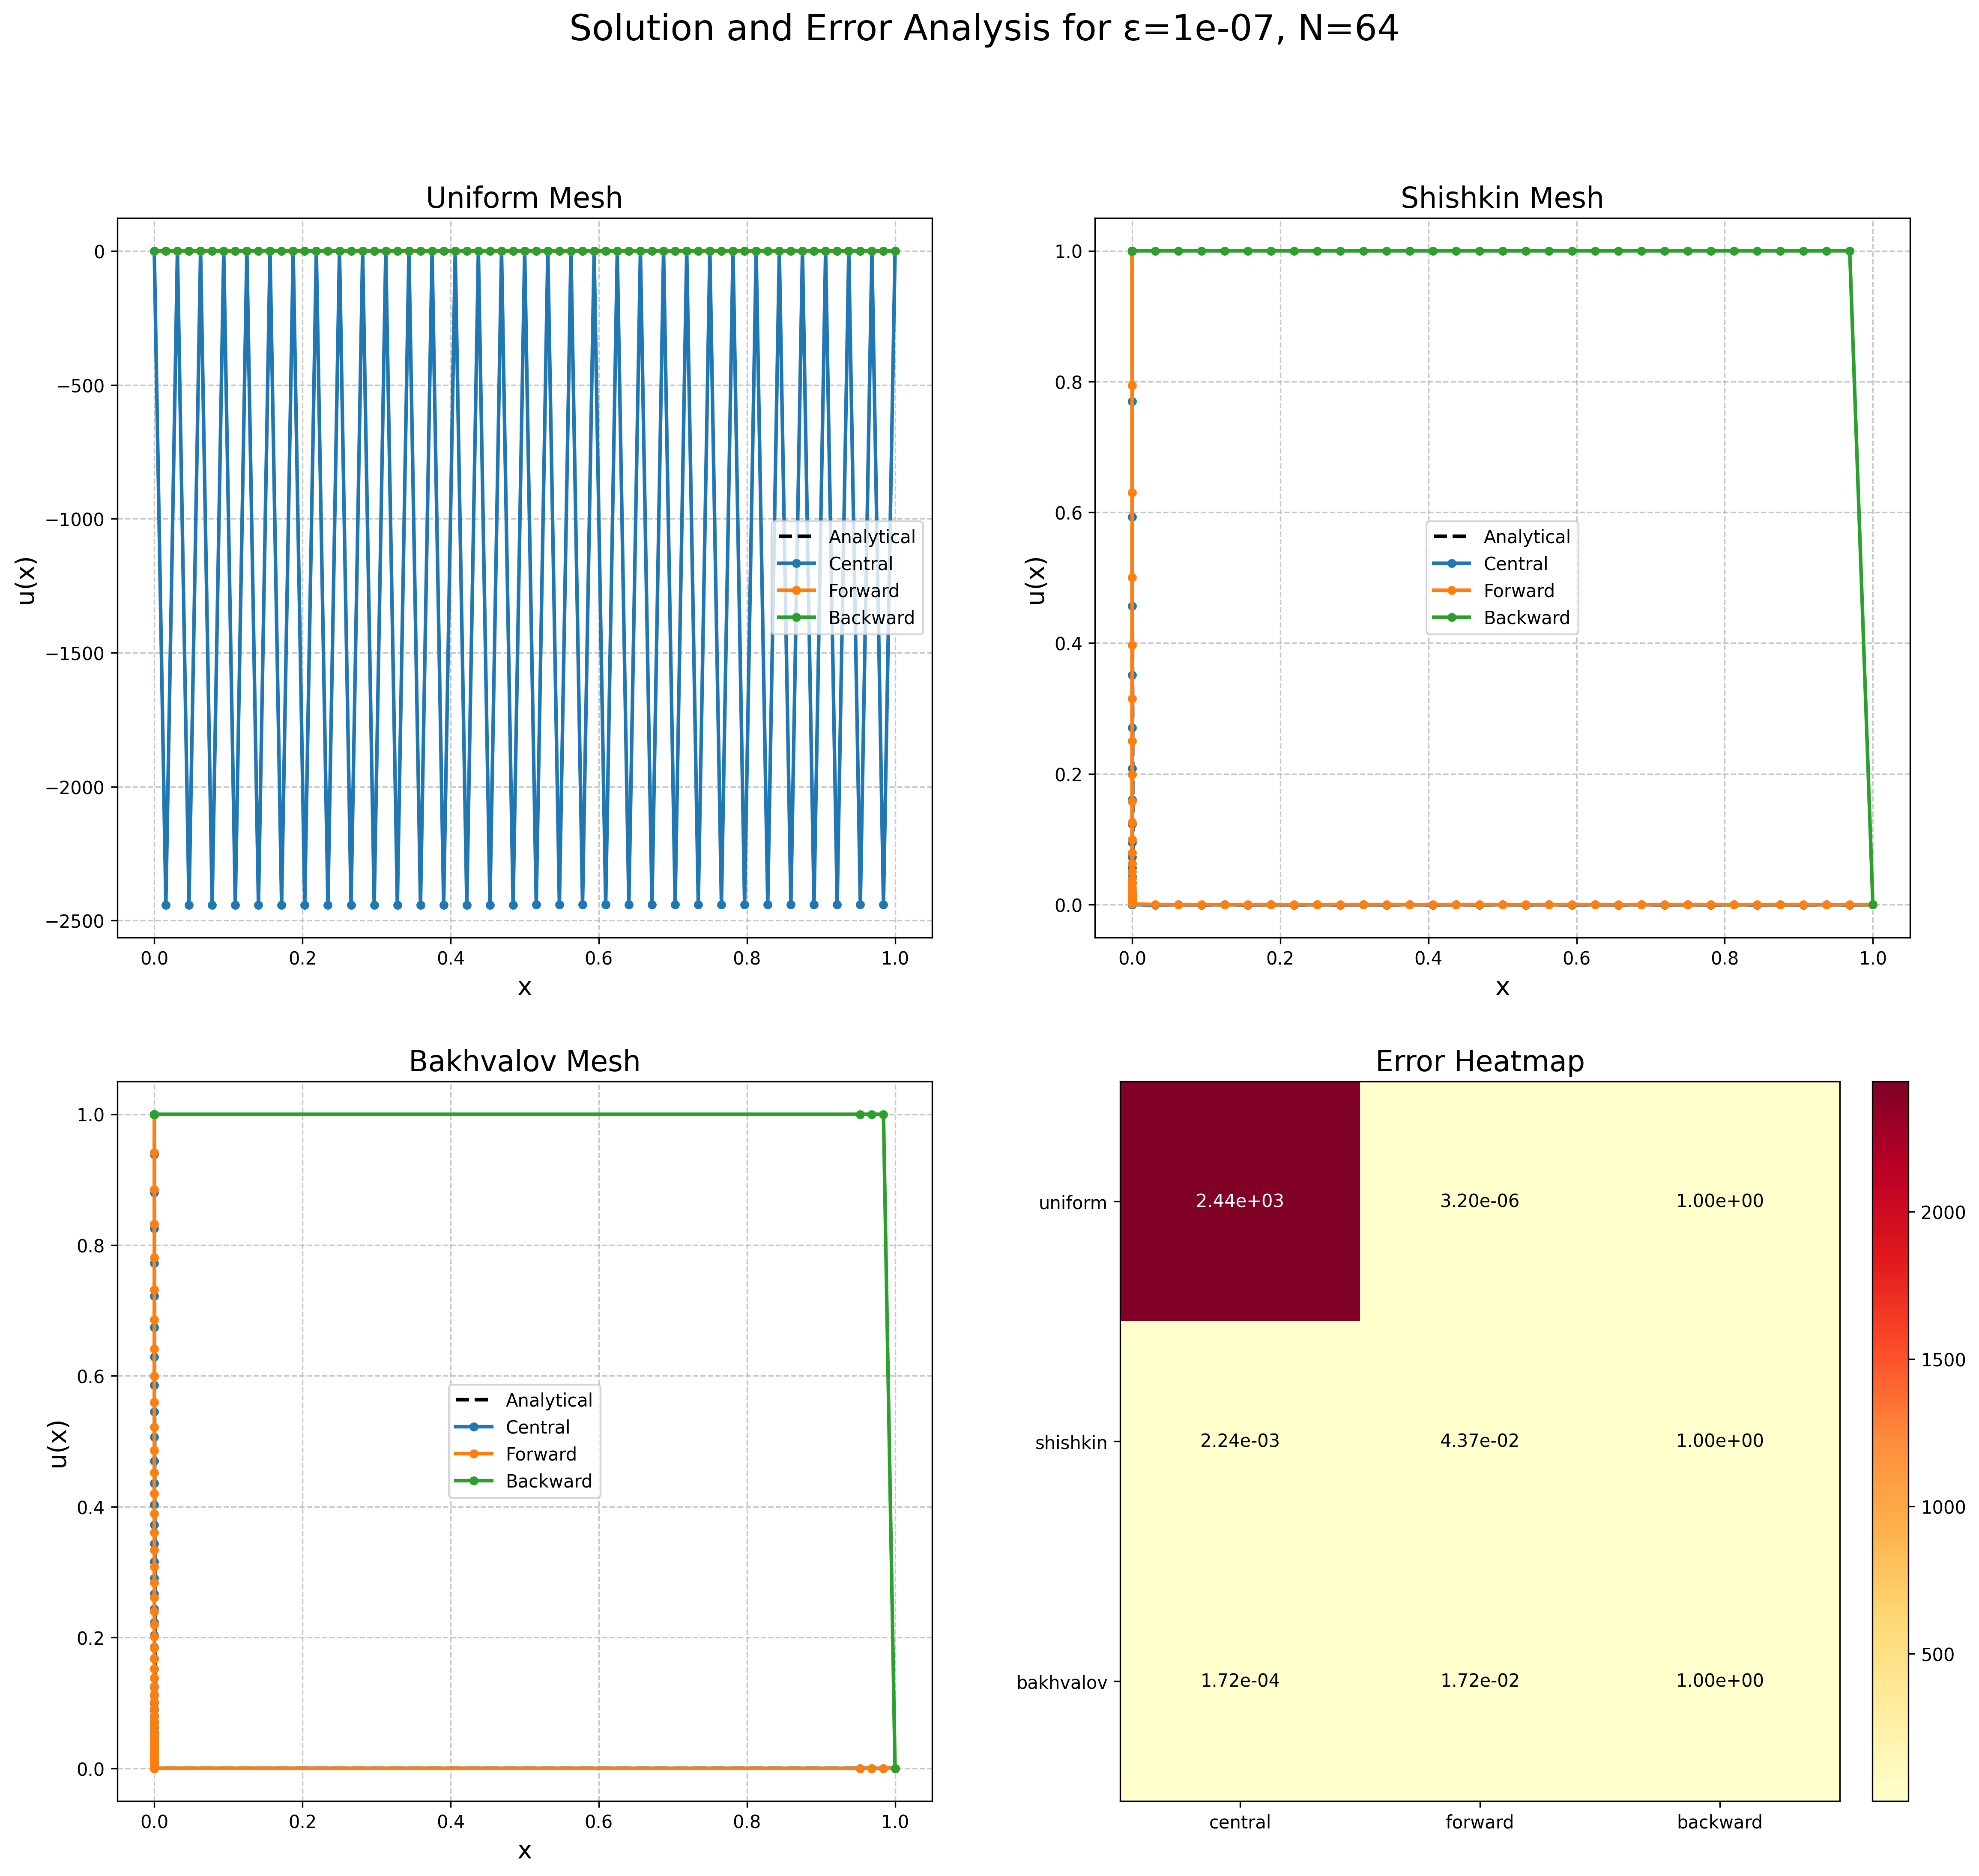 Solution and Error Analysis for ε=1e-07, N=64
Uniform Mesh
0
−500
−1000
−1500
−2000
−2500
u(x)
0.0 0.2 0.4 0.6 0.8 1.0
x
Analytical
Central
Forward
Backward
Shishkin Mesh
1.0
0.8
0.6
0.4
0.2
0.0
u(x)
0.0 0.2 0.4 0.6 0.8 1.0
x
Analytical
Central
Forward
Backward
Bakhvalov Mesh
1.0
0.8
0.6
0.4
0.2
0.0
u(x)
0.0 0.2 0.4 0.6 0.8 1.0
x
Analytical
Central
Forward
Backward
Error Heatmap
uniform 2.44e+03 3.20e-06 1.00e+00
shishkin 2.24e-03 4.37e-02 1.00e+00
bakhvalov 1.72e-04 1.72e-02 1.00e+00
central forward backward
2000
1500
1000
500